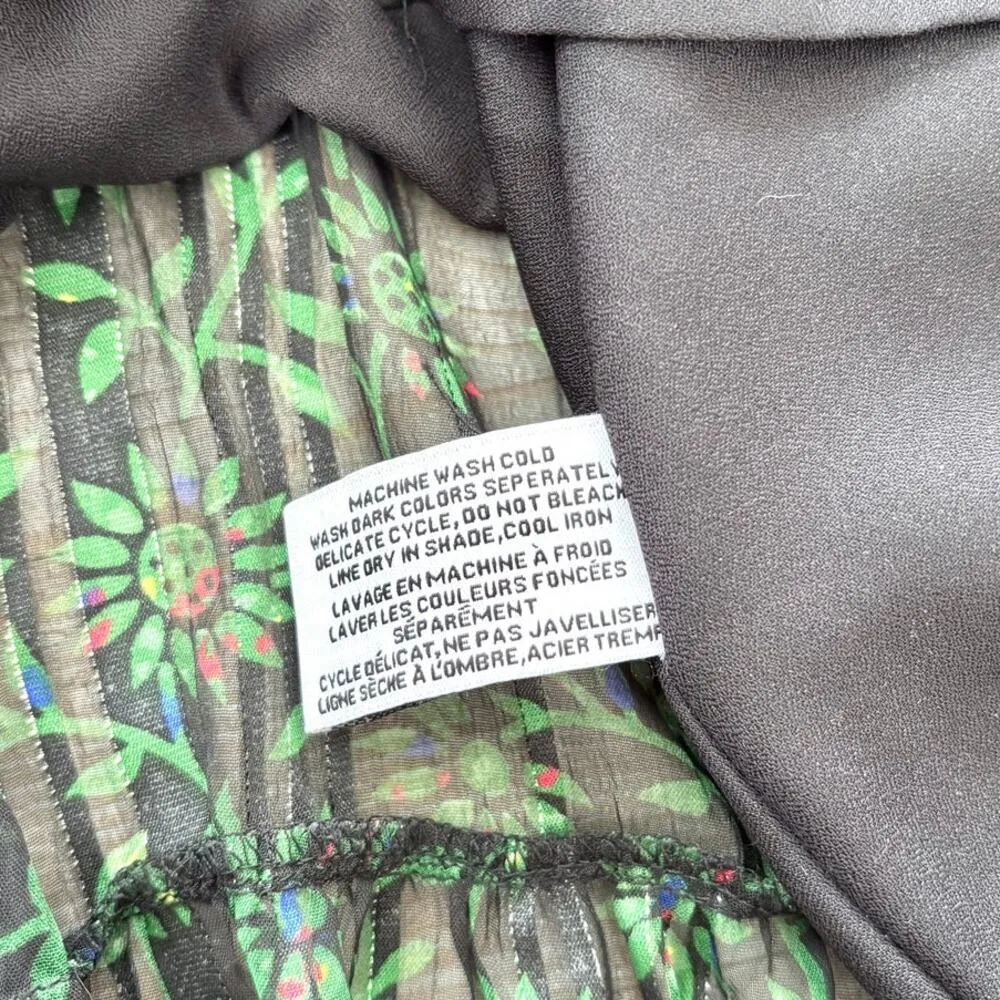 MACHINE WASH COLD
WASH DARK COLORS SEPERATELY
DELICATE CYCLE, DO NOT BLEACH
LINE DRY IN SHADE, COOL IRON
LAVAGE EN MACHINE À FROID
LAVER LES COULEURS FONCÉES
SÉPARÉMENT
CYCLE DÉLICAT, NE PAS JAVELLISER
LIGNE SÈCHE À L'OMBRE, ACIER TREMP